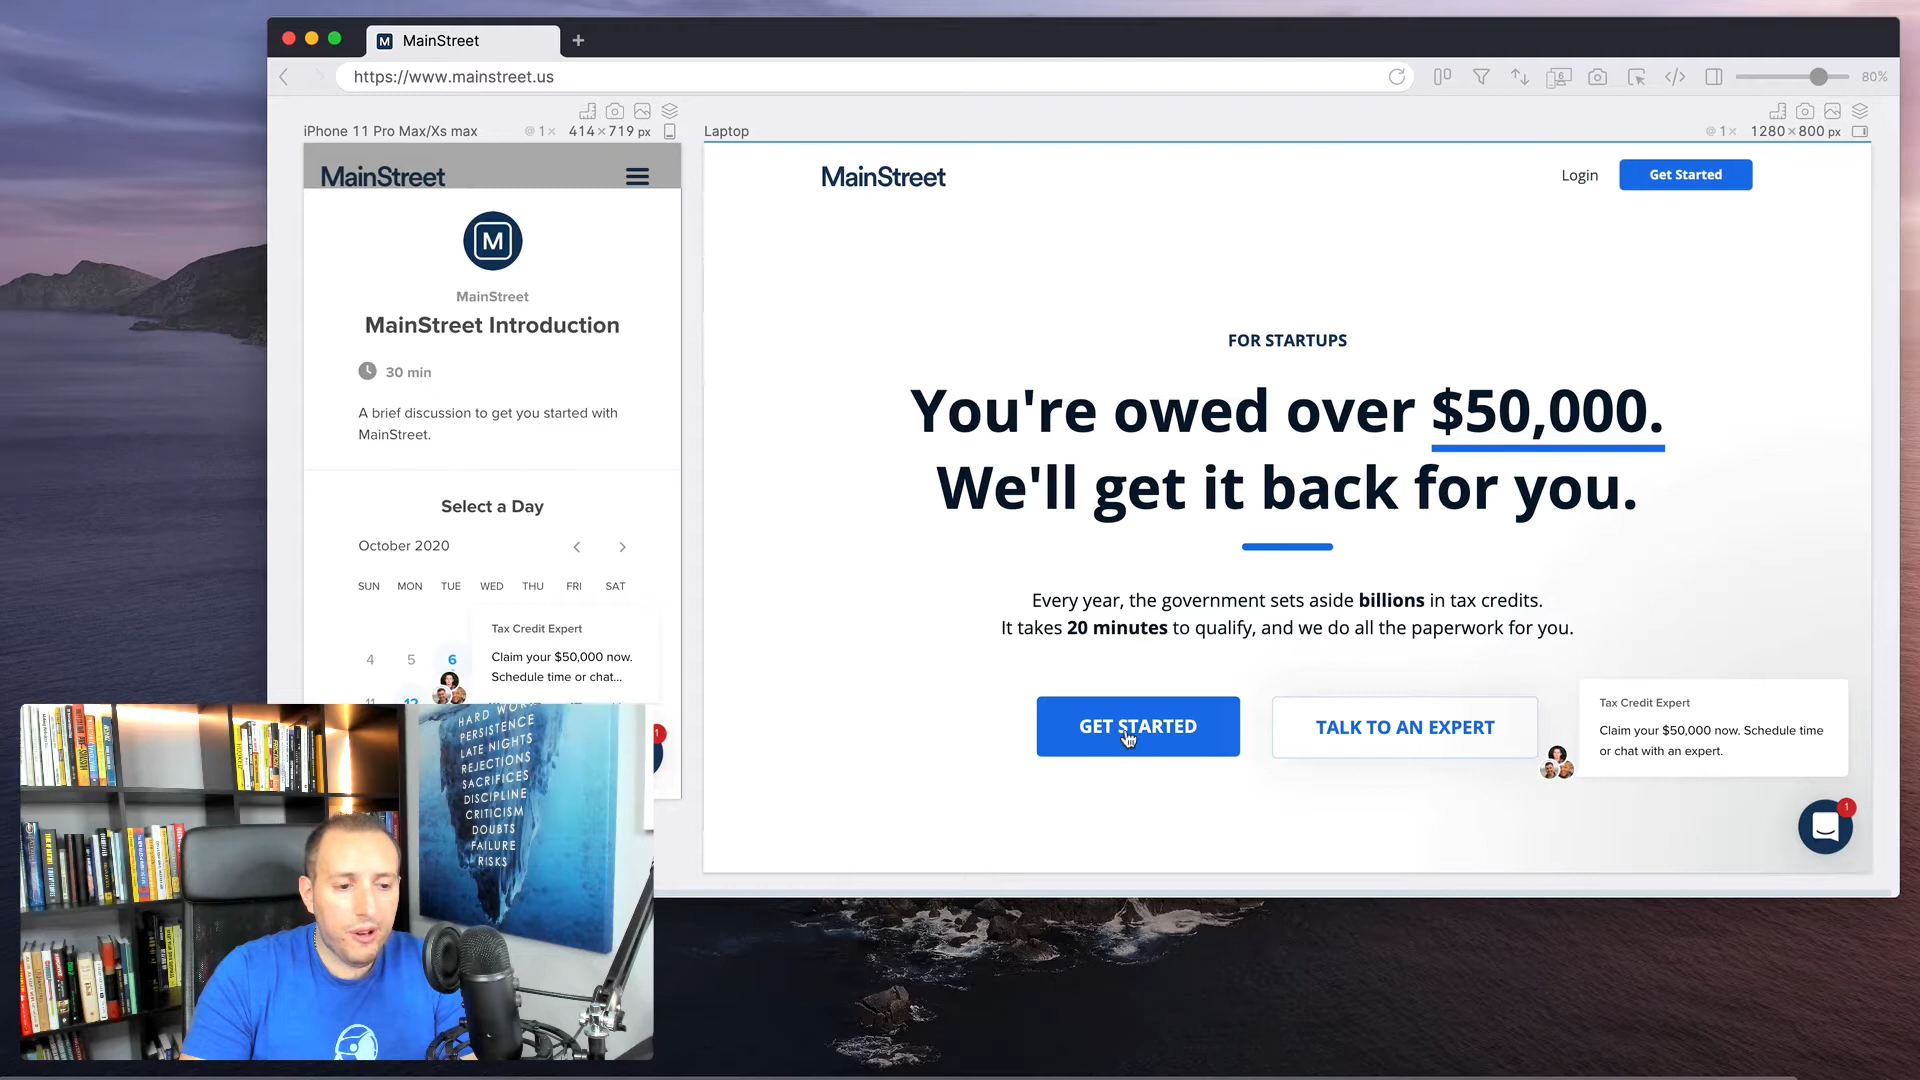 MainStreet
https://www.mainstreet.us
80%
iPhone 11 Pro Max/Xs max
@ 1×
414×719 px
MainStreet
M
MainStreet
MainStreet Introduction
30 min
A brief discussion to get you started with
MainStreet.
Select a Day
October 2020
SUN MON TUE WED THU FRI SAT
4 5 6
11 12
Tax Credit Expert
Claim your $50,000 now.
Schedule time or chat...
1
Laptop
@ 1×
1280×800 px
MainStreet
Login
Get Started
FOR STARTUPS
You're owed over $50,000.
We'll get it back for you.
Every year, the government sets aside billions in tax credits.
It takes 20 minutes to qualify, and we do all the paperwork for you.
GET STARTED
TALK TO AN EXPERT
Tax Credit Expert
Claim your $50,000 now. Schedule time
or chat with an expert.
1
HARD WORK
PERSISTENCE
LATE NIGHTS
REJECTIONS
SACRIFICES
DISCIPLINE
CRITICISM
DOUBTS
FAILURE
RISKS